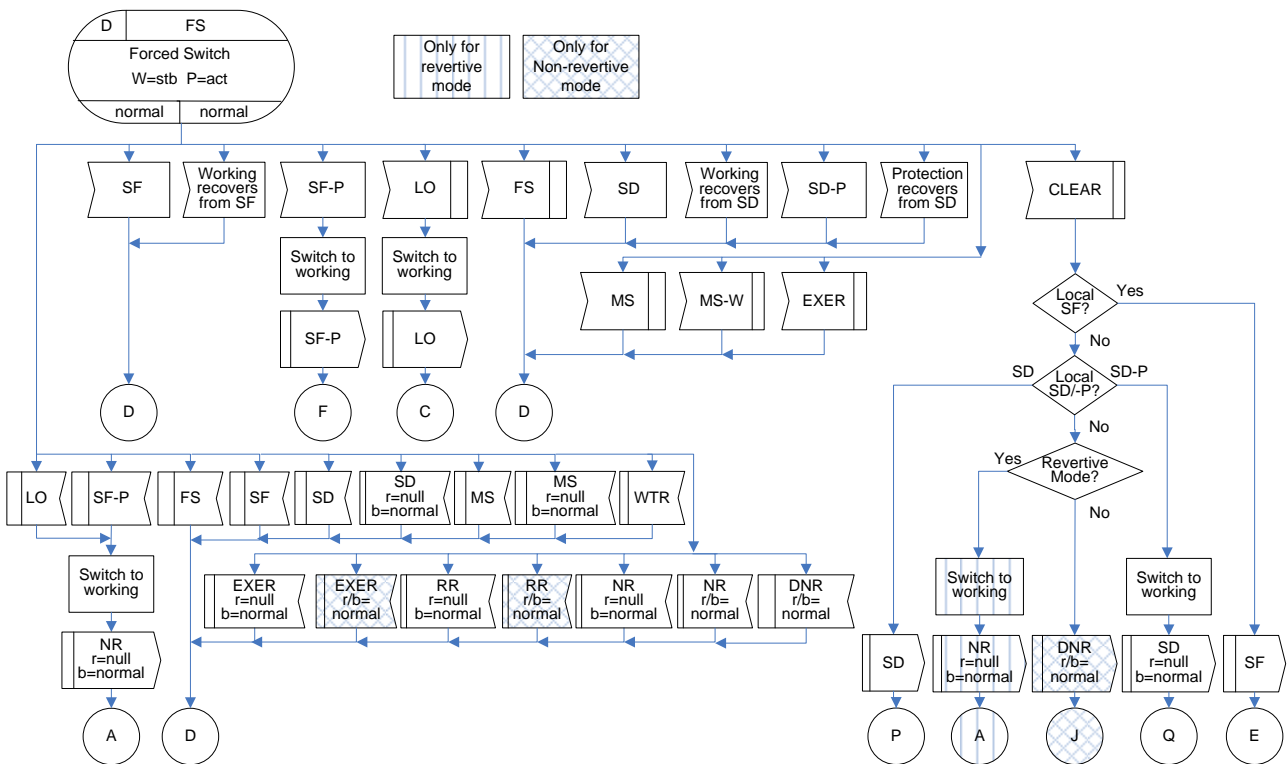 D FS
Forced Switch
W=stb P=act
normal normal
Only for
revertive
mode
Only for
Non-revertive
mode
SF
Working
recovers
from SF
SF-P
LO
FS
SD
Working
recovers
from SD
SD-P
Protection
recovers
from SD
CLEAR
Switch to
working
Switch to
working
MS
MS-W
EXER
SF-P
LO
Local
SF?
Yes
No
SD
Local
SD/-P?
SD-P
No
D
F
C
D
Yes
Revertive
Mode?
No
LO
SF-P
FS
SF
SD
SD
r=null
b=normal
MS
MS
r=null
b=normal
WTR
Switch to
working
EXER
r=null
b=normal
EXER
r/b=
normal
RR
r=null
b=normal
RR
r/b=
normal
NR
r=null
b=normal
NR
r/b=
normal
DNR
r/b=
normal
Switch to
working
Switch to
working
NR
r=null
b=normal
SD
NR
r=null
b=normal
DNR
r/b=
normal
SD
r=null
b=normal
SF
A
D
P
A
J
Q
E